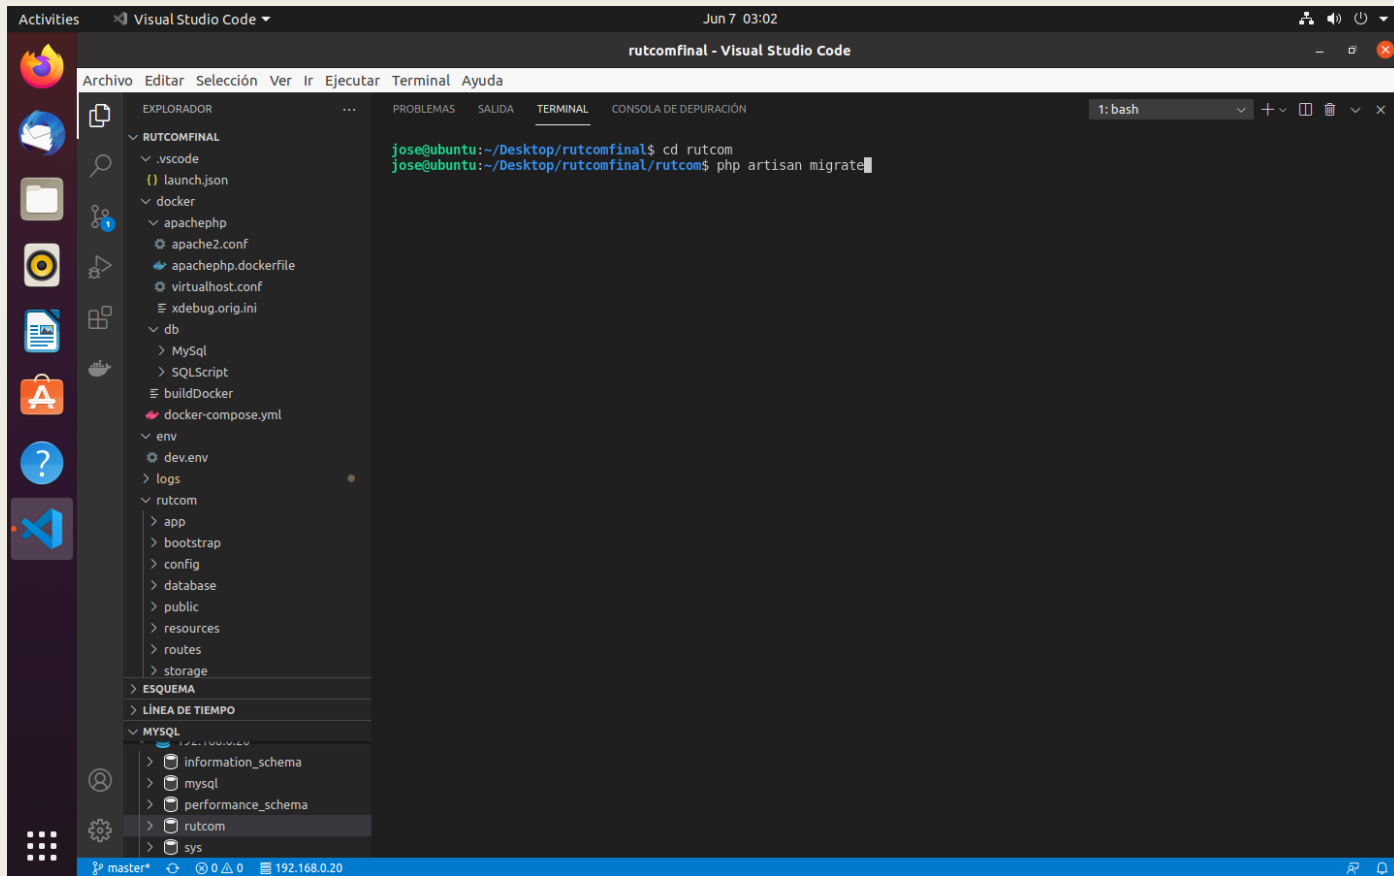 Activities
Visual Studio Code
Jun 7 03:02
rutcomfinal - Visual Studio Code
Archivo Editar Selección Ver Ir Ejecutar Terminal Ayuda
EXPLORADOR
PROBLEMAS SALIDA TERMINAL CONSOLA DE DEPURACIÓN
1: bash
jose@ubuntu:~/Desktop/rutcomfinal$ cd rutcom
jose@ubuntu:~/Desktop/rutcomfinal/rutcom$ php artisan migrate
RUTCOMFINAL
.vscode
{} launch.json
docker
apachephp
apache2.conf
apachephp.dockerfile
virtualhost.conf
xdebug.orig.ini
db
MySql
SQLScript
buildDocker
docker-compose.yml
env
dev.env
logs
rutcom
app
bootstrap
config
database
public
resources
routes
storage
ESQUEMA
LÍNEA DE TIEMPO
MYSQL
192.168.0.20
information_schema
mysql
performance_schema
rutcom
sys
1
master* 0 0 192.168.0.20